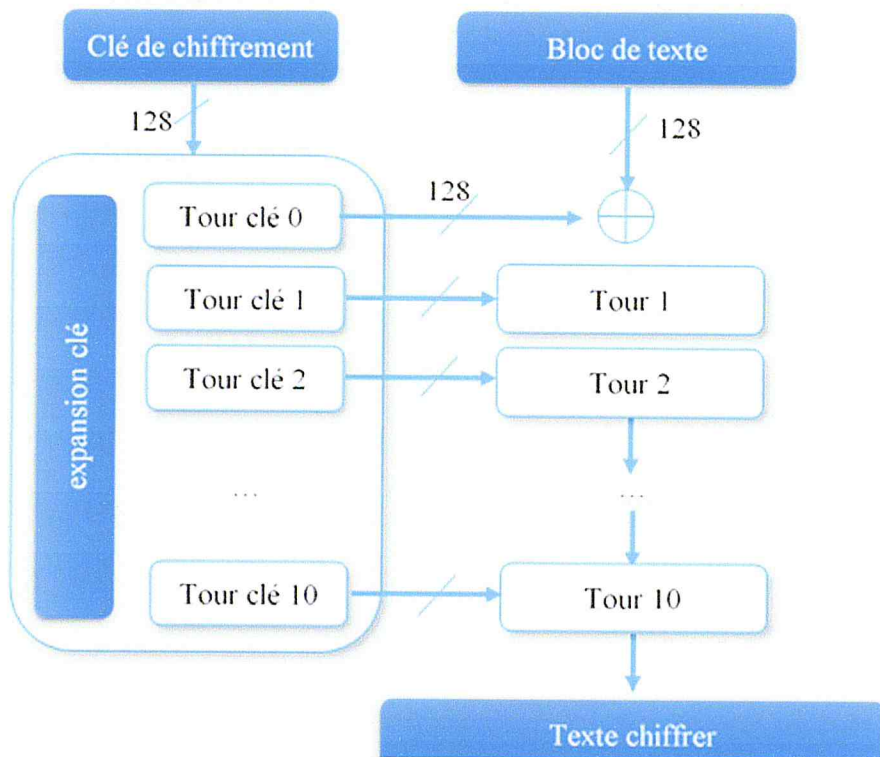 Clé de chiffrement
Bloc de texte
128
128
expansion clé
Tour clé 0
128
Tour clé 1
Tour 1
Tour clé 2
Tour 2
...
...
Tour clé 10
Tour 10
Texte chiffrer